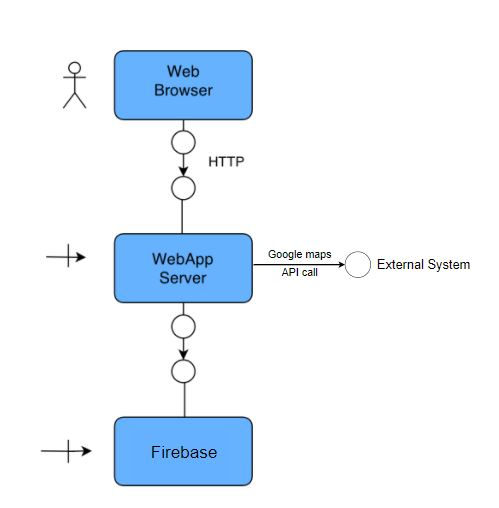 Web
Browser
HTTP
WebApp
Server
Google maps
API call
External System
Firebase